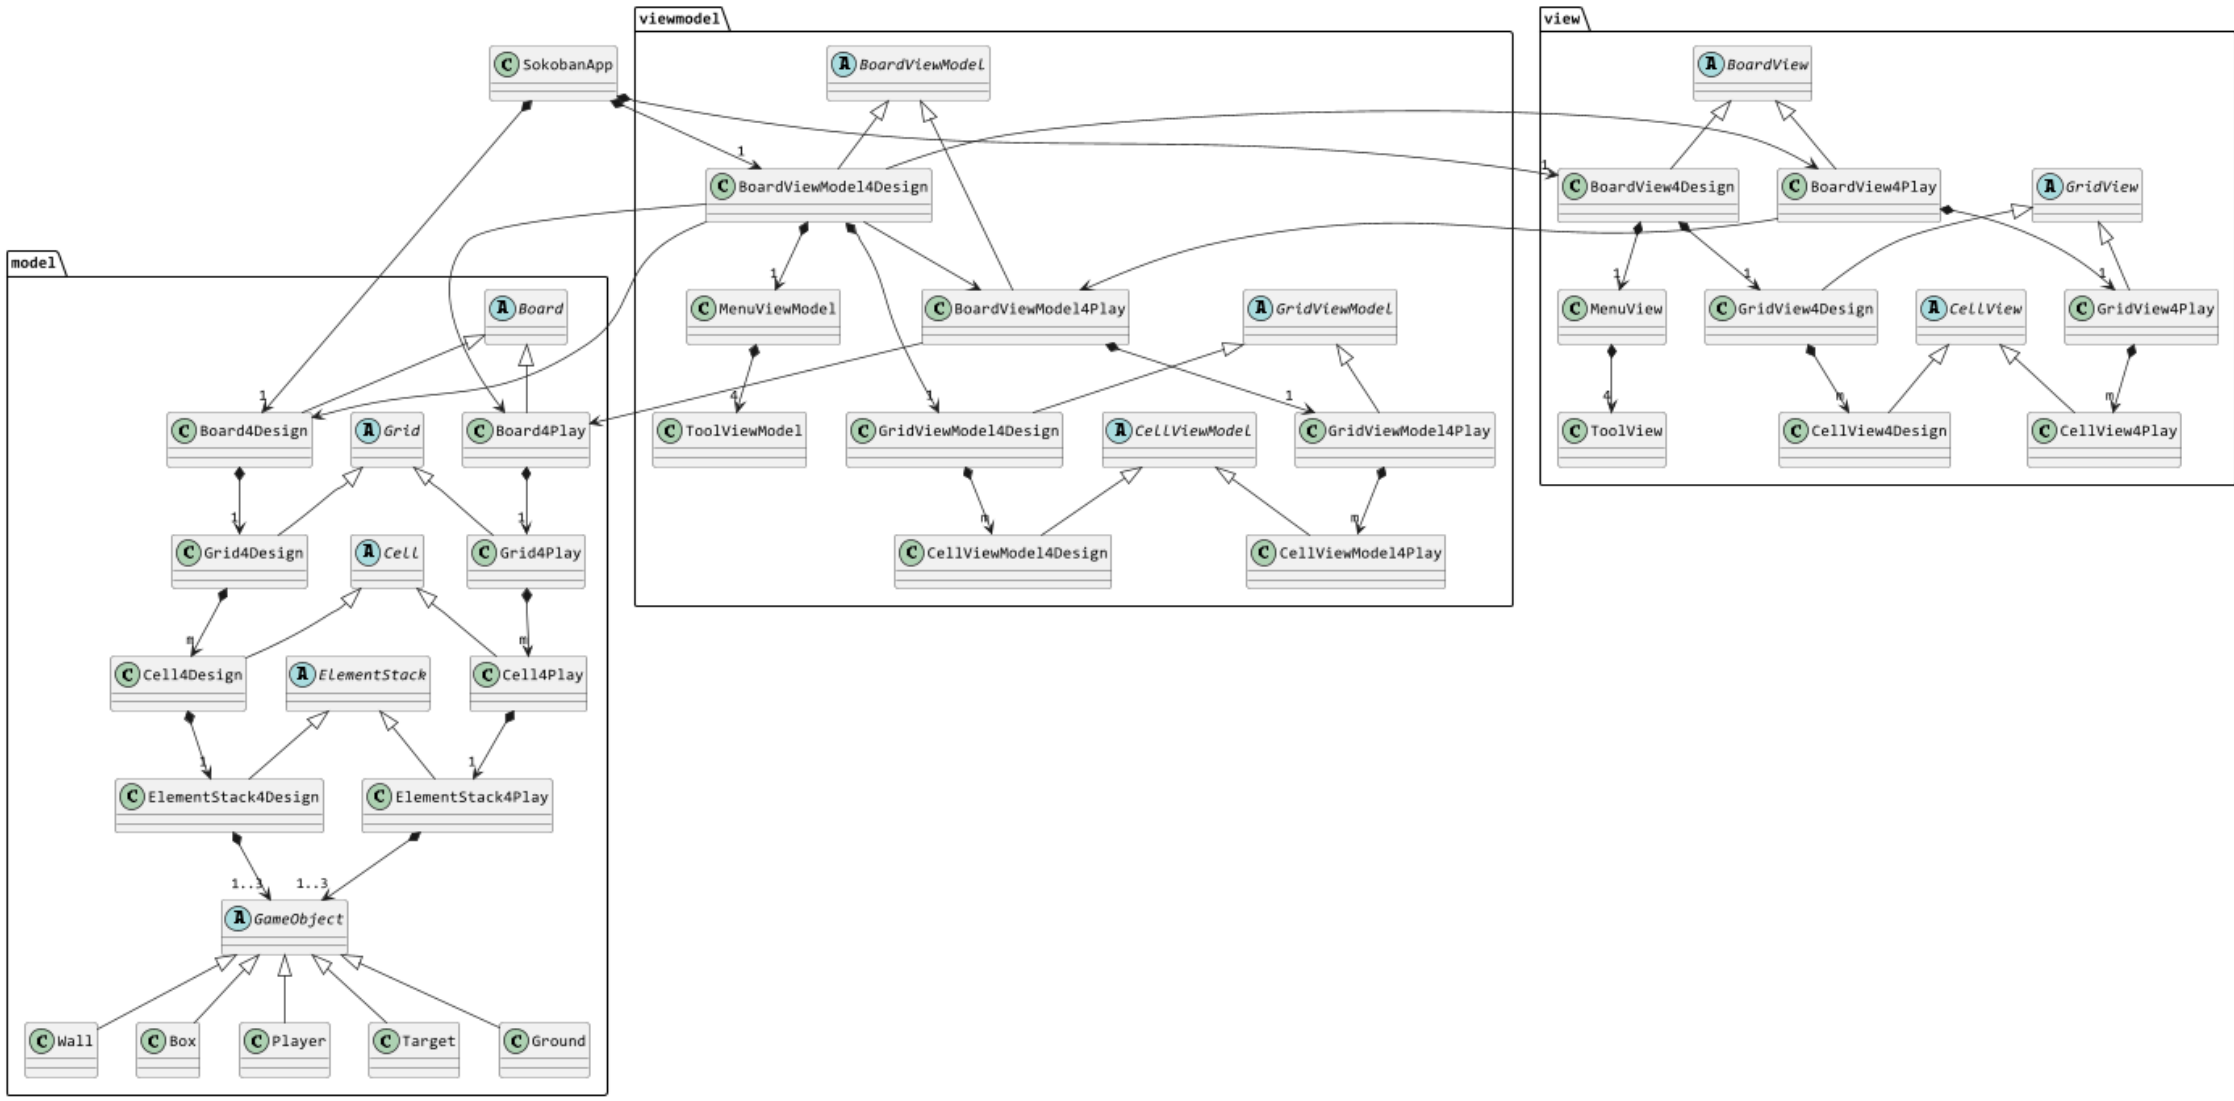 viewmodel
view
C SokobanApp
A BoardViewModel
A BoardView
1
1
C BoardViewModel4Design
C BoardView4Design
C BoardView4Play
A GridView
model
1
1
1
1
A Board
C MenuViewModel
C BoardViewModel4Play
A GridViewModel
C MenuView
C GridView4Design
A CellView
C GridView4Play
1
4
1
1
4
m
m
C Board4Design
A Grid
C Board4Play
C ToolViewModel
C GridViewModel4Design
A CellViewModel
C GridViewModel4Play
C ToolView
C CellView4Design
C CellView4Play
1
1
m
m
C Grid4Design
A Cell
C Grid4Play
C CellViewModel4Design
C CellViewModel4Play
m
m
C Cell4Design
A ElementStack
C Cell4Play
1
1
C ElementStack4Design
C ElementStack4Play
1..3
1..3
A GameObject
C Wall
C Box
C Player
C Target
C Ground